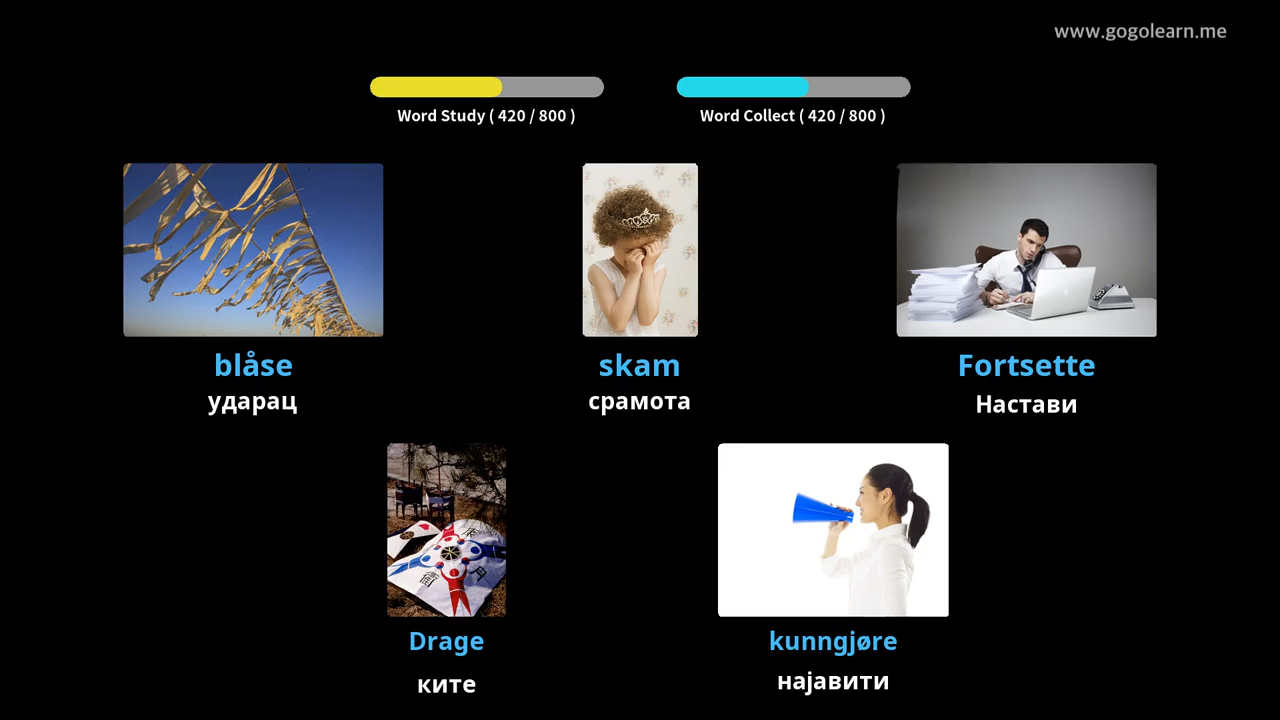 www.gogolearn.me
Word Study ( 420 / 800 )
Word Collect ( 420 / 800 )
blåse
ударац
skam
срамота
Fortsette
Настави
Drage
ките
kunngjøre
најавити